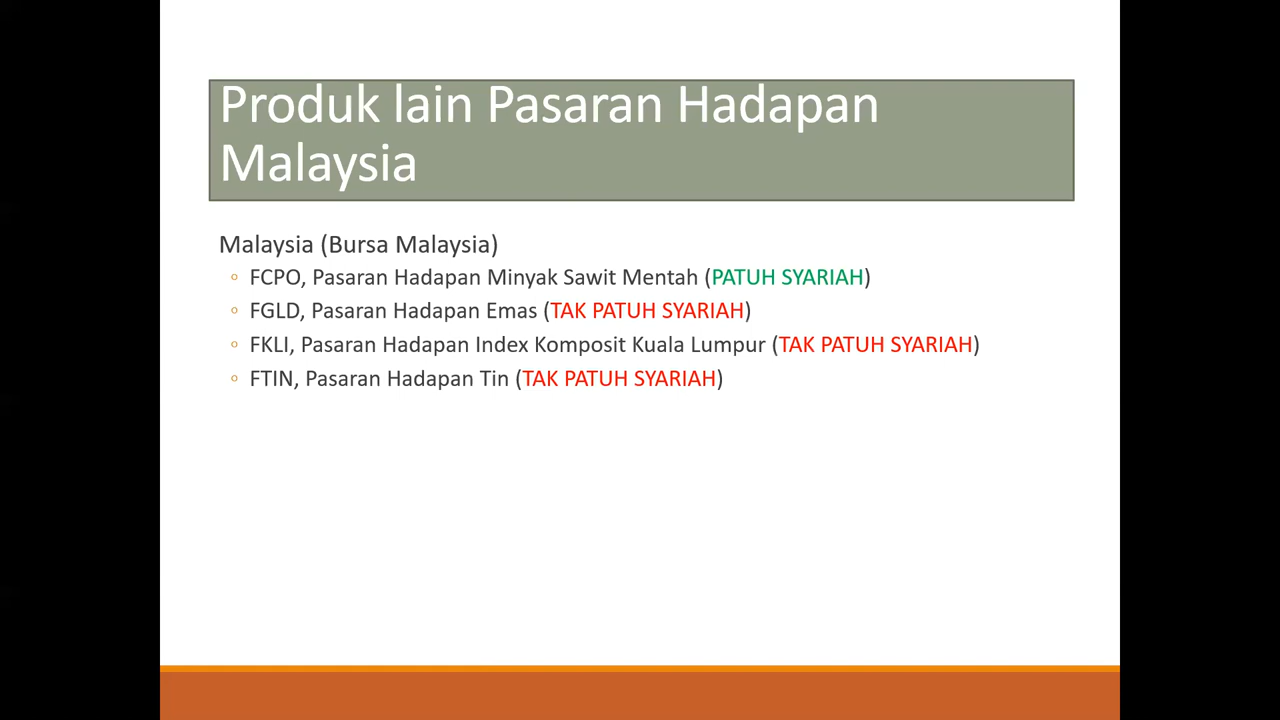 Produk lain Pasaran Hadapan
Malaysia
Malaysia (Bursa Malaysia)
◦ FCPO, Pasaran Hadapan Minyak Sawit Mentah (PATUH SYARIAH)
◦ FGLD, Pasaran Hadapan Emas (TAK PATUH SYARIAH)
◦ FKLI, Pasaran Hadapan Index Komposit Kuala Lumpur (TAK PATUH SYARIAH)
◦ FTIN, Pasaran Hadapan Tin (TAK PATUH SYARIAH)